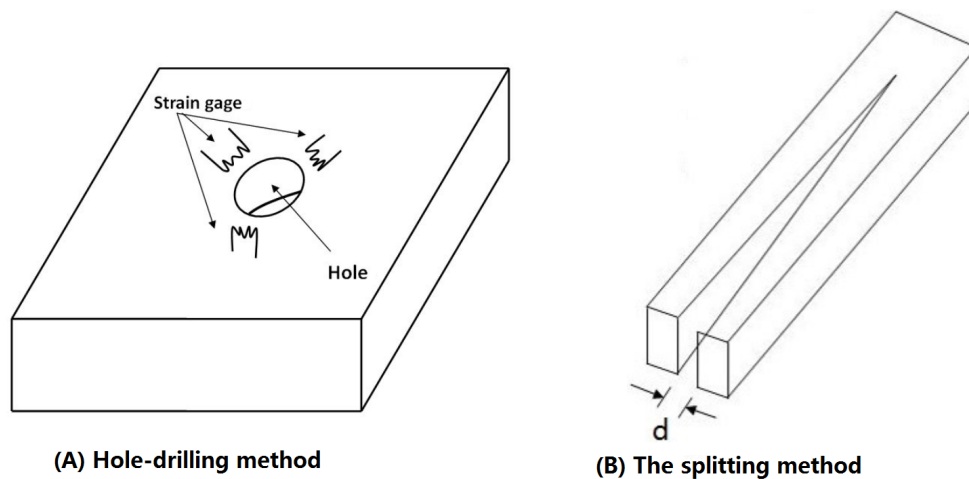 Strain gage
Hole
d
(A) Hole-drilling method
(B) The splitting method